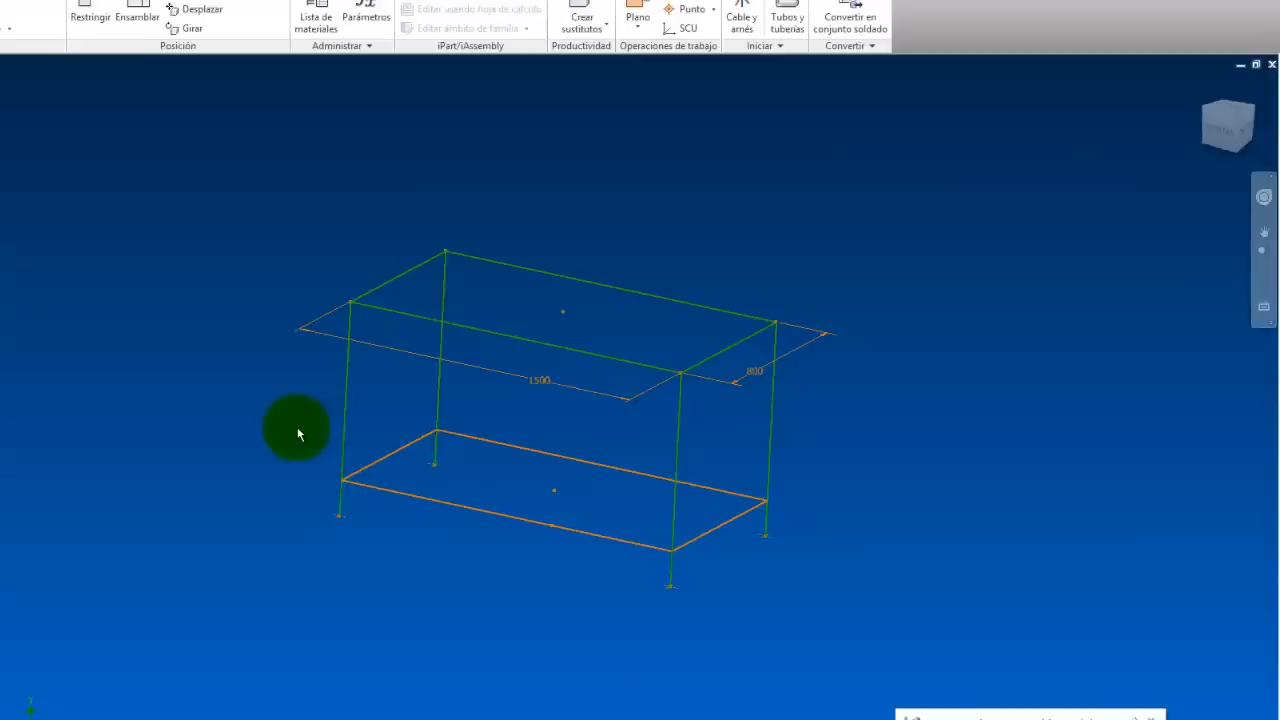 Restringir Ensamblar
Desplazar
Girar
Posición
Lista de materiales
Parámetros
Administrar
Editar usando hoja de cálculo
Editar ámbito de familia
iPart/iAssembly
Crear sustitutos
Productividad
Plano
Punto
SCU
Operaciones de trabajo
Cable y arnés
Tubos y tuberías
Iniciar
Convertir en conjunto soldado
Convertir
1500
800
Y